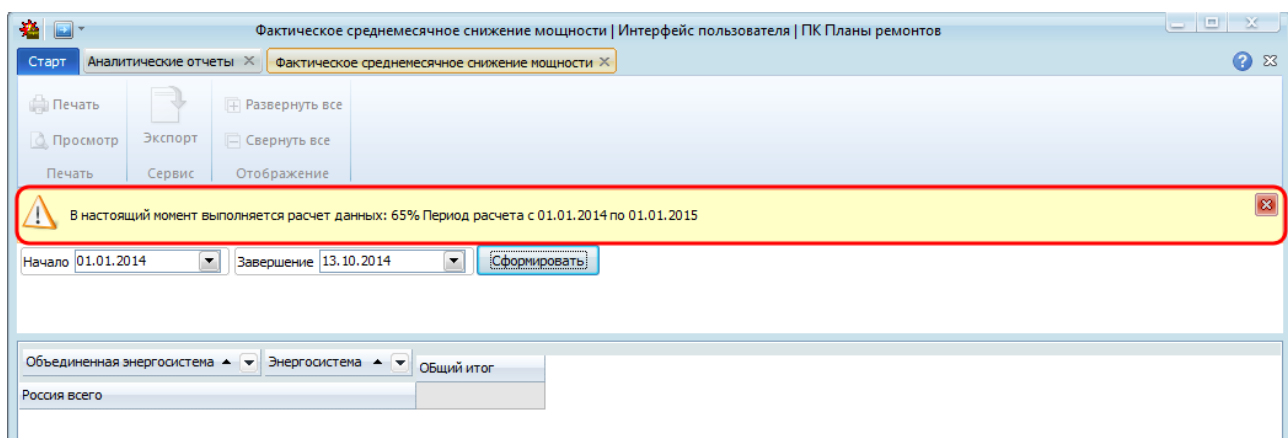 Фактическое среднемесячное снижение мощности | Интерфейс пользователя | ПК Планы ремонтов
Старт Аналитические отчеты Фактическое среднемесячное снижение мощности
Печать Экспорт Развернуть все
Просмотр Свернуть все
Печать Сервис Отображение
В настоящий момент выполняется расчет данных: 65% Период расчета с 01.01.2014 по 01.01.2015
Начало 01.01.2014 Завершение 13.10.2014 Сформировать
Объединенная энергосистема Энергосистема ОБщий итог
Россия всего